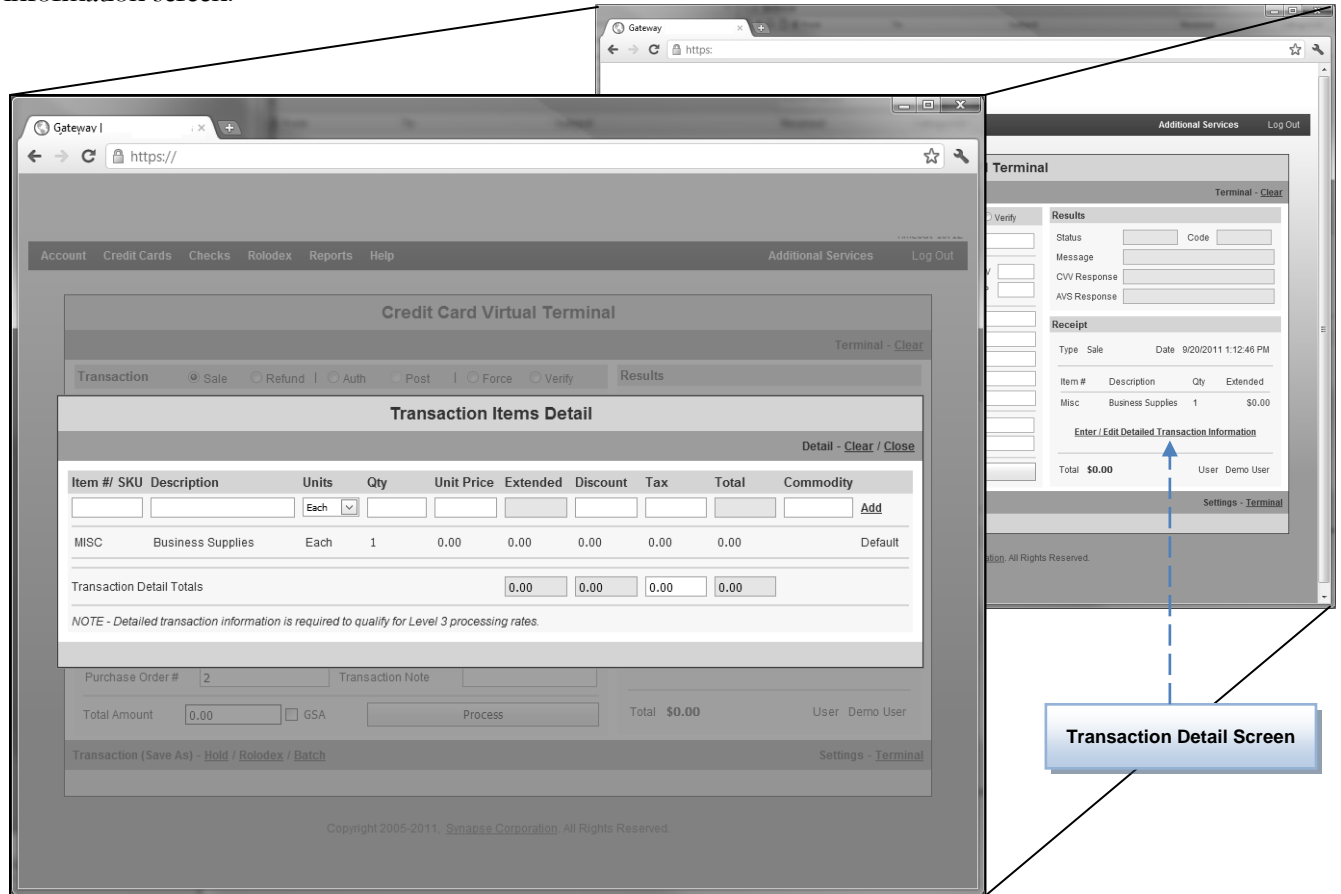 information screen.
Gateway
https:
Additional Services Log Out
Terminal
Terminal - Clear
Verify
Results
Status Code
Message
CVV Response
AVS Response
Receipt
Type Sale Date 9/20/2011 1:12:46 PM
Item # Description Qty Extended
Misc Business Supplies 1 $0.00
Enter / Edit Detailed Transaction Information
Total $0.00 User Demo User
Settings - Terminal
All Rights Reserved.
Gateway |
https://
Account Credit Cards Checks Rolodex Reports Help Additional Services Log Out
Credit Card Virtual Terminal
Terminal - Clear
Transaction Sale Refund | Auth Post | Force Verify Results
Transaction Items Detail
Detail - Clear / Close
Item #/ SKU Description Units Qty Unit Price Extended Discount Tax Total Commodity
Each Add
MISC Business Supplies Each 1 0.00 0.00 0.00 0.00 0.00 Default
Transaction Detail Totals 0.00 0.00 0.00 0.00
NOTE - Detailed transaction information is required to qualify for Level 3 processing rates.
Purchase Order # 2 Transaction Note
Total Amount 0.00 GSA Process Total $0.00 User Demo User
Transaction (Save As) - Hold / Rolodex / Batch Settings - Terminal
Copyright 2005-2011, Synapse Corporation. All Rights Reserved.
Transaction Detail Screen